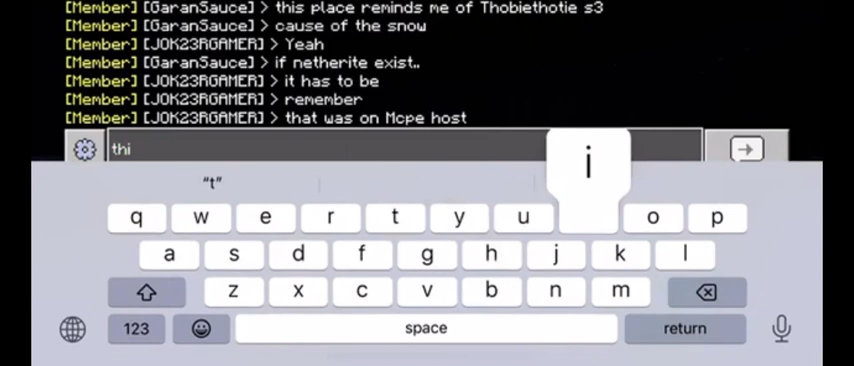 [Member] [GaranSauce] > this place reminds me of Thobiethotie s3
[Member] [GaranSauce] > cause of the snow
[Member] [JOK23RGAMER] > Yeah
[Member] [GaranSauce] > if netherite exist..
[Member] [JOK23RGAMER] > it has to be
[Member] [JOK23RGAMER] > remember
[Member] [JOK23RGAMER] > that was on Mcpe host
thi
“t”
q w e r t y u i o p
a s d f g h j k l
z x c v b n m
123 space return